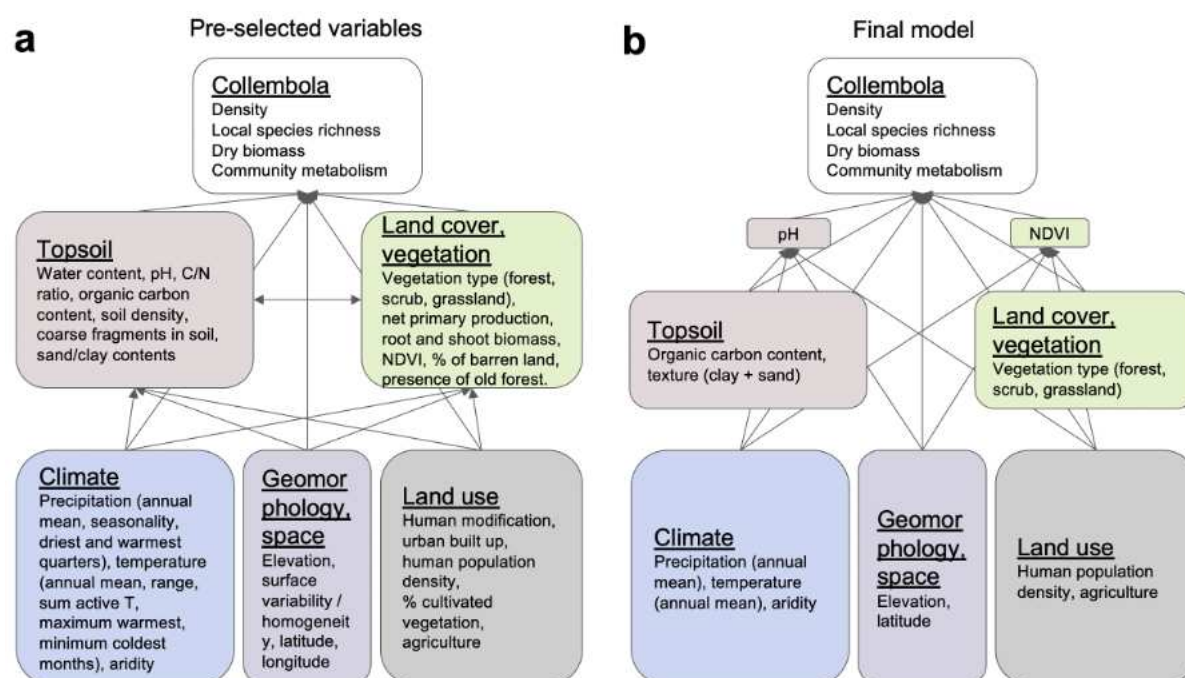 a
Pre-selected variables
Collembola
Density
Local species richness
Dry biomass
Community metabolism
Topsoil
Water content, pH, C/N
ratio, organic carbon
content, soil density,
coarse fragments in soil,
sand/clay contents
Land cover,
vegetation
Vegetation type (forest,
scrub, grassland),
net primary production,
root and shoot biomass,
NDVI, % of barren land,
presence of old forest.
Climate
Precipitation (annual
mean, seasonality,
driest and warmest
quarters), temperature
(annual mean, range,
sum active T,
maximum warmest,
minimum coldest
months), aridity
Geomor
phology,
space
Elevation,
surface
variability /
homogeneit
y, latitude,
longitude
Land use
Human modification,
urban built up,
human population
density,
% cultivated
vegetation,
agriculture
b
Final model
Collembola
Density
Local species richness
Dry biomass
Community metabolism
pH
NDVI
Topsoil
Organic carbon content,
texture (clay + sand)
Land cover,
vegetation
Vegetation type (forest,
scrub, grassland)
Climate
Precipitation (annual
mean), temperature
(annual mean), aridity
Geomor
phology,
space
Elevation,
latitude
Land use
Human population
density, agriculture